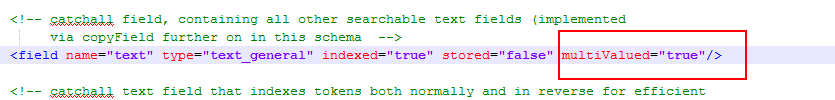 <!-- catchall field, containing all other searchable text fields (implemented
via copyField further on in this schema  -->
<field name="text" type="text_general" indexed="true" stored="false" multiValued="true"/>
<!-- catchall text field that indexes tokens both normally and in reverse for efficient